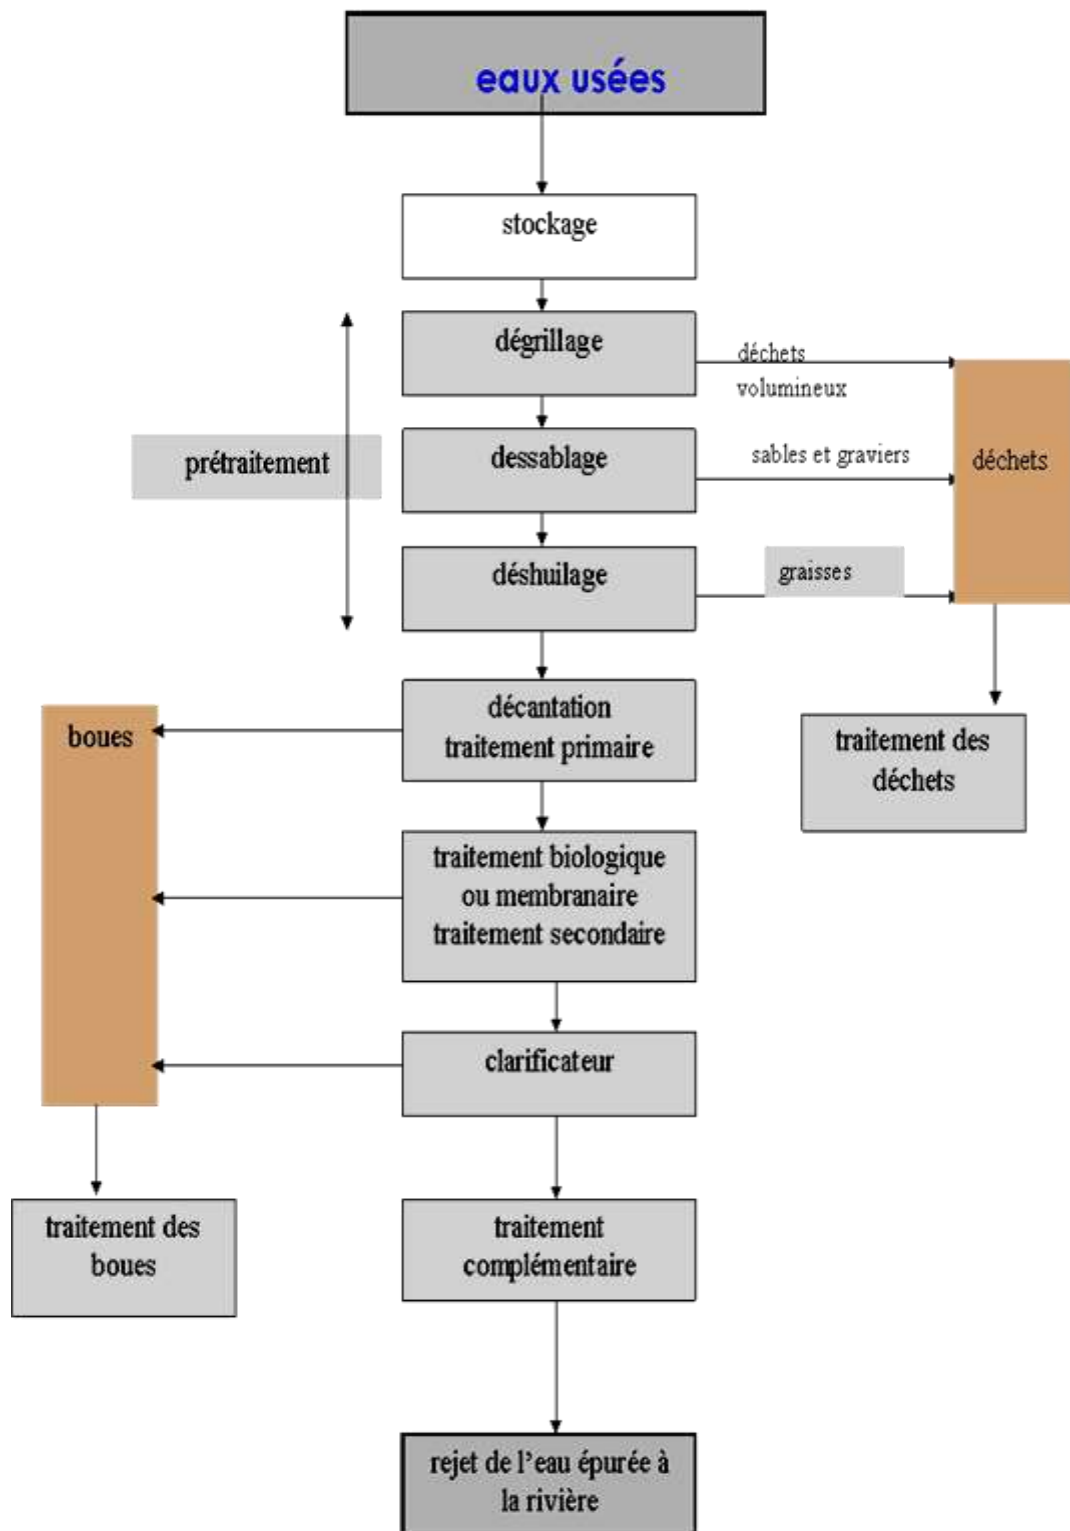 eaux usées
stockage
dégrillage
déchets
volumineux
prétraitement
dessablage
sables et graviers
déchets
déshuilage
graisses
décantation
traitement primaire
boues
traitement des
déchets
traitement biologique
ou membranaire
traitement secondaire
clarificateur
traitement des
boues
traitement
complémentaire
rejet de l'eau épurée à
la rivière